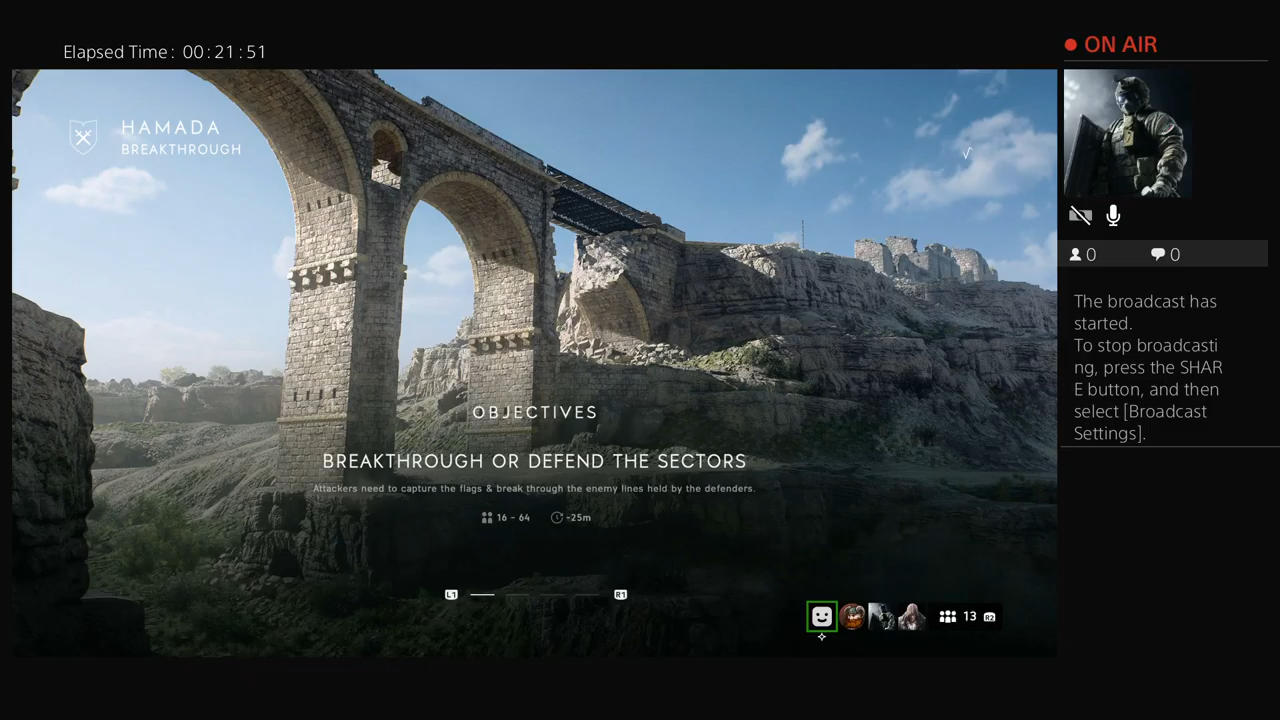 Elapsed Time: 00:21:51
ON AIR
HAMADA
BREAKTHROUGH
0
0
The broadcast has
started.
To stop broadcasti
ng, press the SHAR
E button, and then
select [Broadcast
Settings].
OBJECTIVES
BREAKTHROUGH OR DEFEND THE SECTORS
Attackers need to capture the flags & break through the enemy lines held by the defenders.
16 - 64
~25m
L1
R1
13
R2